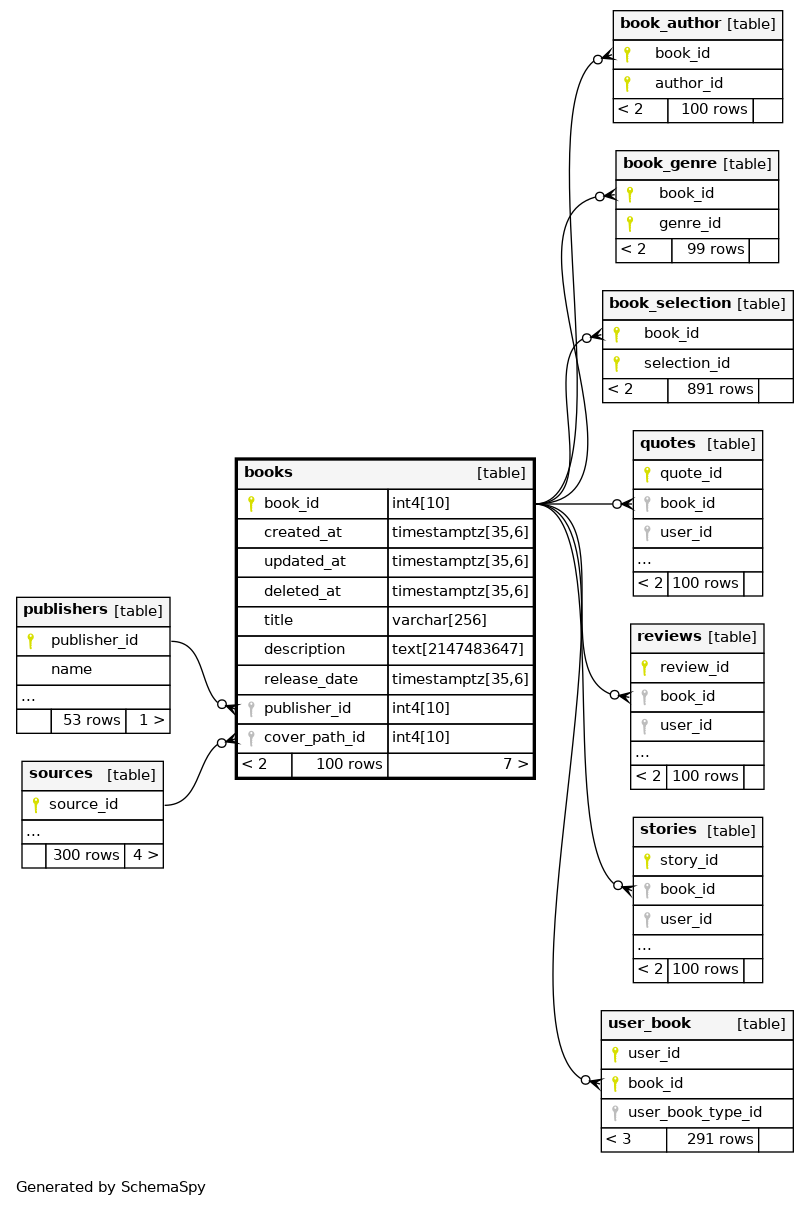 book_author [table]
book_id
author_id
< 2 100 rows
book_genre [table]
book_id
genre_id
< 2 99 rows
book_selection [table]
book_id
selection_id
< 2 891 rows
quotes [table]
quote_id
book_id
user_id
...
< 2 100 rows
books [table]
book_id int4[10]
created_at timestamptz[35,6]
updated_at timestamptz[35,6]
deleted_at timestamptz[35,6]
title varchar[256]
description text[2147483647]
release_date timestamptz[35,6]
publisher_id int4[10]
cover_path_id int4[10]
< 2 100 rows 7 >
publishers [table]
publisher_id
name
...
53 rows 1 >
sources [table]
source_id
...
300 rows 4 >
reviews [table]
review_id
book_id
user_id
...
< 2 100 rows
stories [table]
story_id
book_id
user_id
...
< 2 100 rows
user_book [table]
user_id
book_id
user_book_type_id
< 3 291 rows
Generated by SchemaSpy